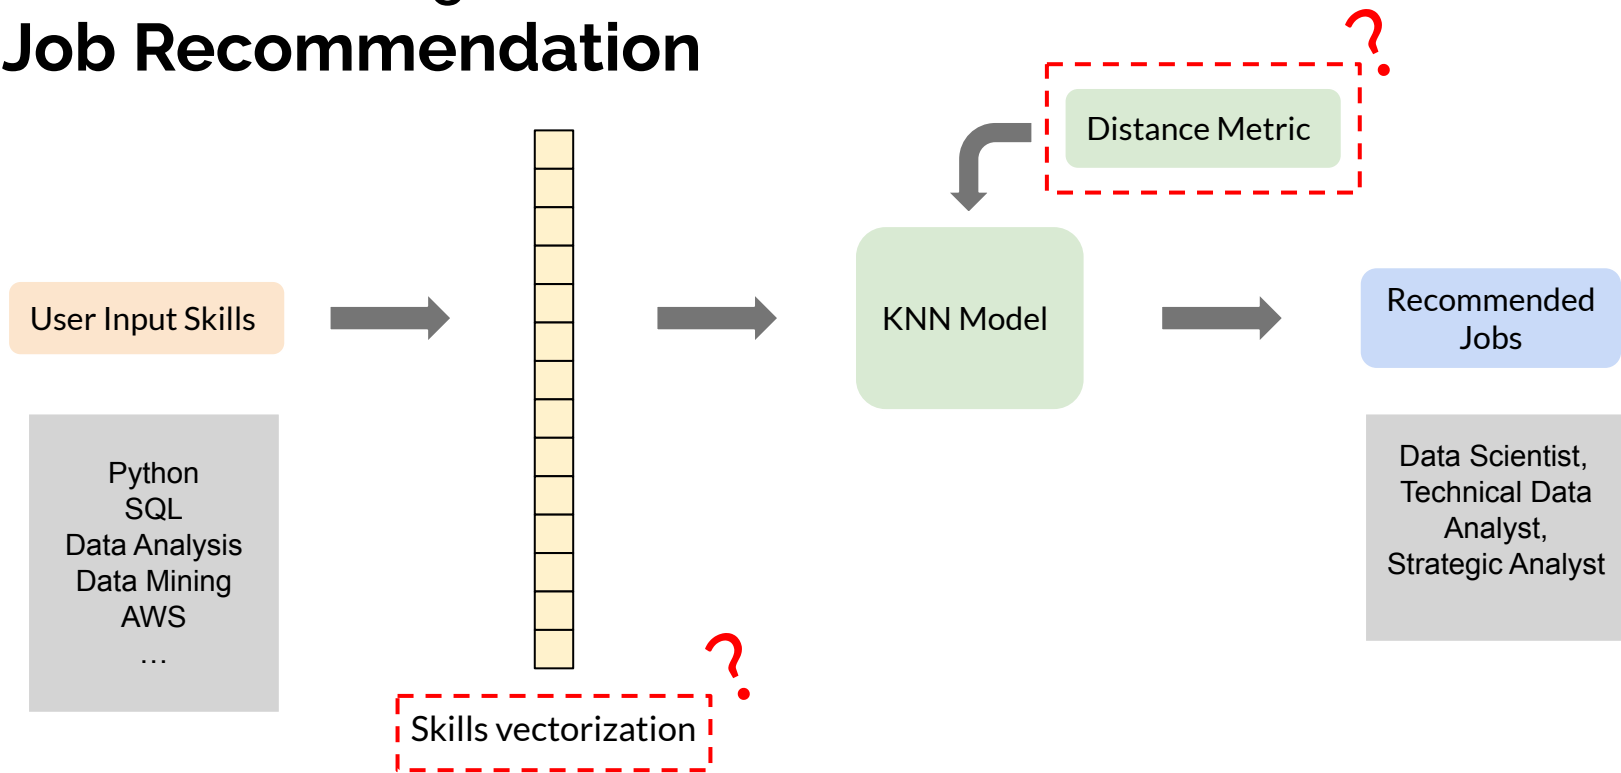 Job Recommendation
?
Distance Metric
User Input Skills
KNN Model
Recommended
Jobs
Python
SQL
Data Analysis
Data Mining
AWS
…
Data Scientist,
Technical Data
Analyst,
Strategic Analyst
?
Skills vectorization